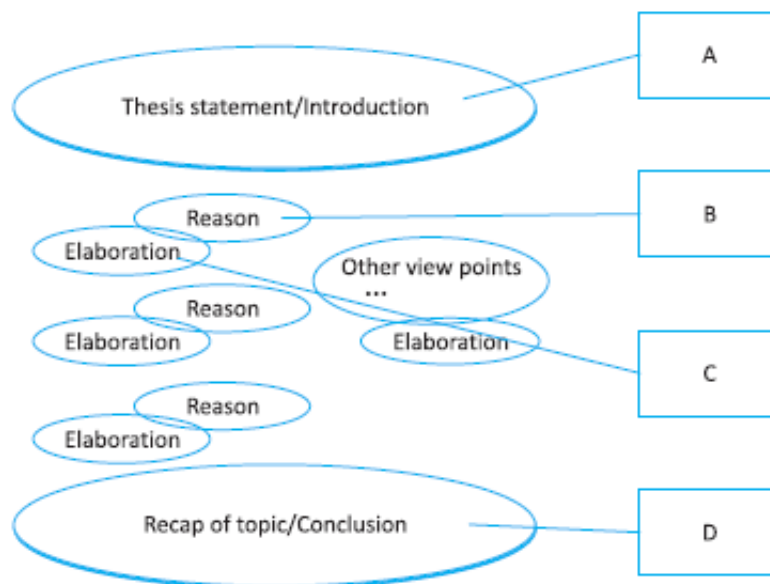 A
Thesis statement/Introduction
B
Reason
Elaboration
Other view points
...
Reason
Elaboration
Elaboration
C
Reason
Elaboration
Recap of topic/Conclusion
D